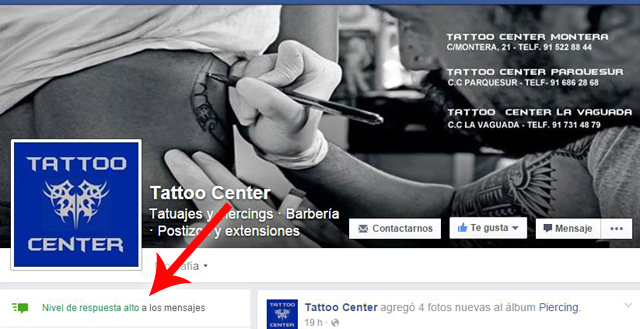 TATTOO CENTER MONTERA
C/MONTERA, 21 - TELF. 91 522 88 44
TATTOO CENTER PARQUESUR
C.C PARQUESUR - TELF- 91 686 28 68
TATTOO CENTER LA VAGUADA
C.C LA VAGUADA - TELF. 91 731 48 79
TATTOO
CENTER
Tattoo Center
Tatuajes y Piercings · Barbería
· Postizos y extensiones
Contactarnos
Te gusta
Mensaje
Nivel de respuesta alto a los mensajes
TATTOO
CENTER
Tattoo Center agregó 4 fotos nuevas al álbum Piercing.
19 h ·